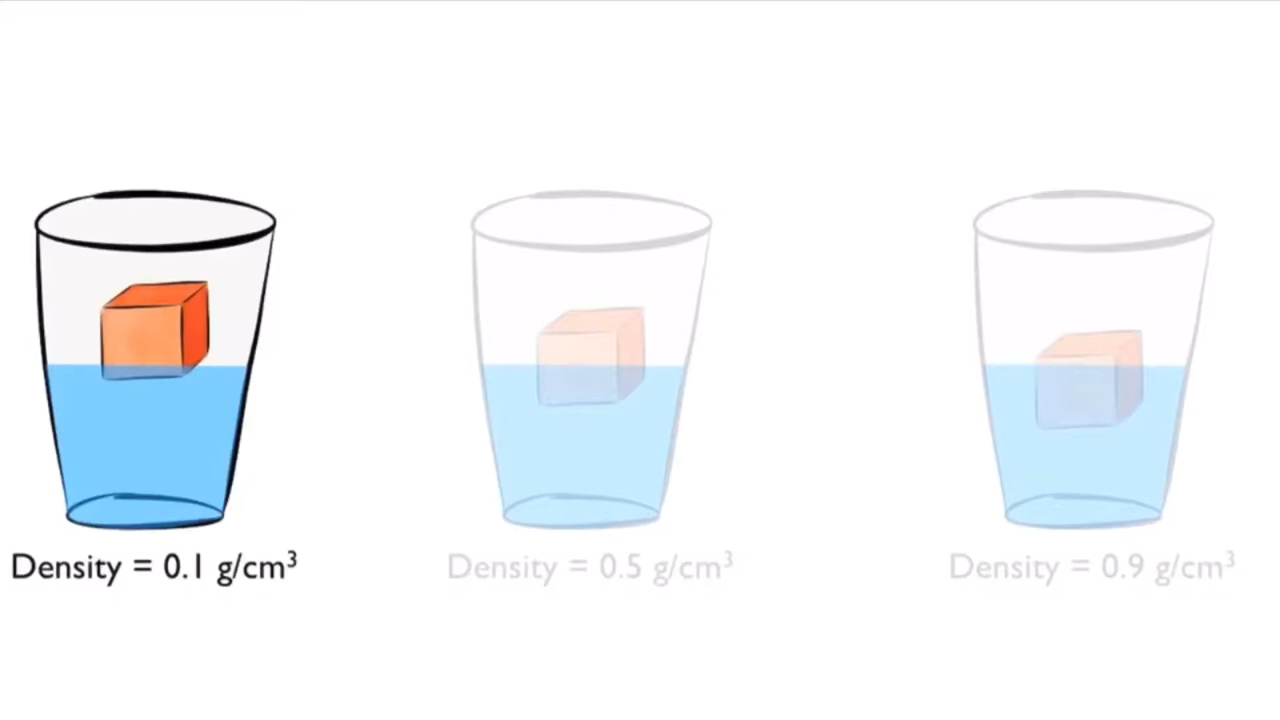 Density = 0.1 g/cm³
Density = 0.5 g/cm³
Density = 0.9 g/cm³